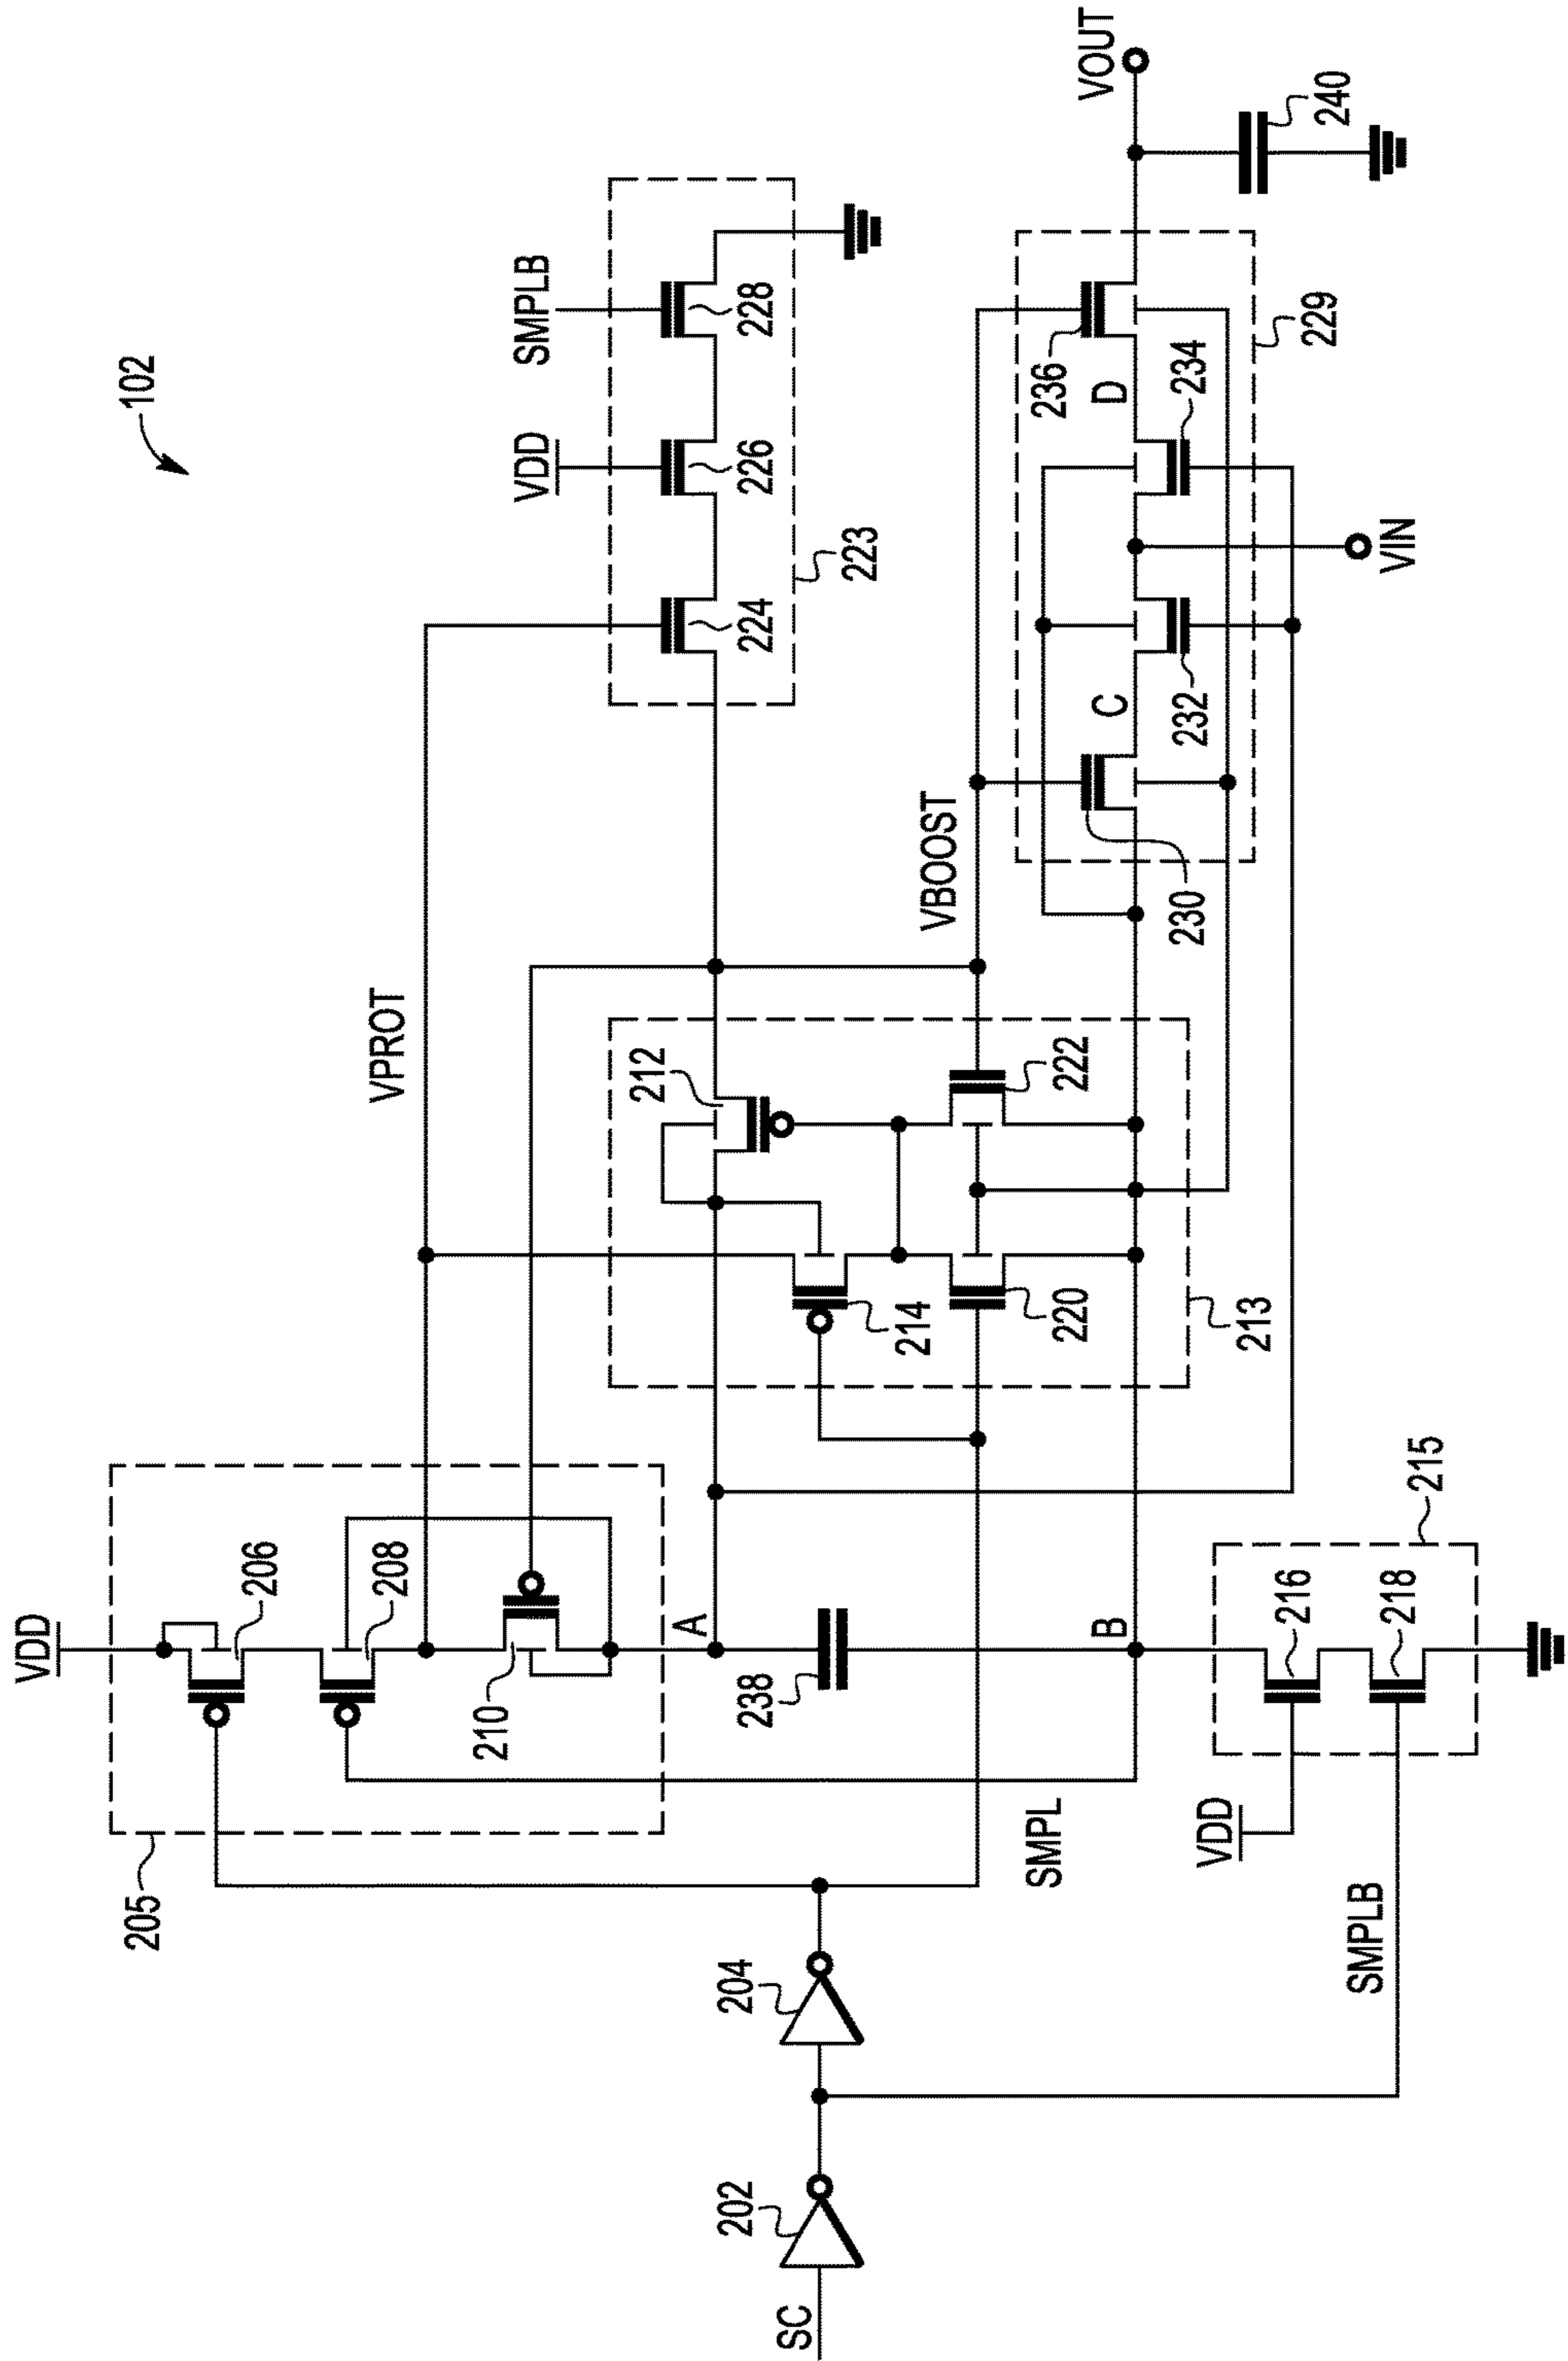 102
VDD
206
208
210
205
VPROT
SMPLB
VDD
224
226
228
223
212
A
238
214
220
222
213
VBOOST
236
D
234
C
232
230
229
VIN
VOUT
240
SC
202
204
SMPL
B
VDD
216
218
215
SMPLB